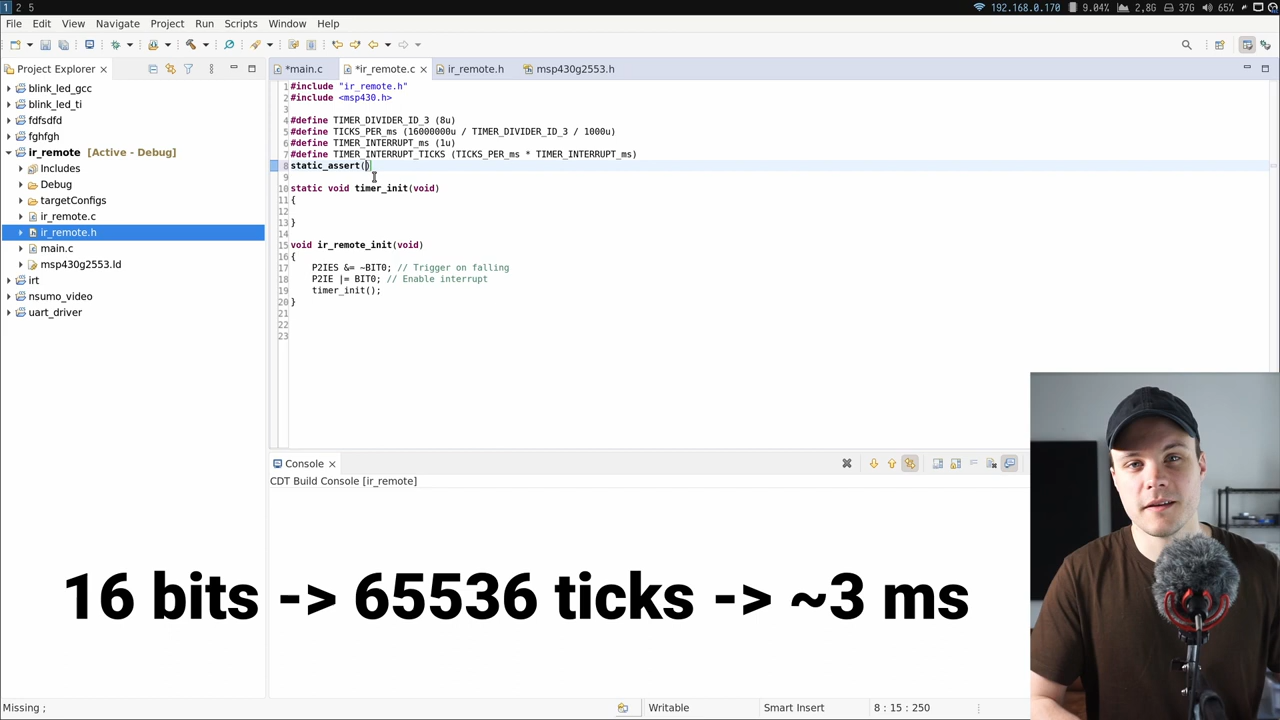 1 2 5
192.168.0.170 9.04% 2,8G 37G 65%
File Edit View Navigate Project Run Scripts Window Help
Project Explorer
*main.c
*ir_remote.c
ir_remote.h
msp430g2553.h
blink_led_gcc
blink_led_ti
fdfsdfd
fghfgh
ir_remote [Active - Debug]
Includes
Debug
targetConfigs
ir_remote.c
ir_remote.h
main.c
msp430g2553.ld
irt
nsumo_video
uart_driver
1 #include "ir_remote.h"
2 #include <msp430.h>
3
4 #define TIMER_DIVIDER_ID_3 (8u)
5 #define TICKS_PER_ms (16000000u / TIMER_DIVIDER_ID_3 / 1000u)
6 #define TIMER_INTERRUPT_ms (1u)
7 #define TIMER_INTERRUPT_TICKS (TICKS_PER_ms * TIMER_INTERRUPT_ms)
8 static_assert()
9
10 static void timer_init(void)
11 {
12
13 }
14
15 void ir_remote_init(void)
16 {
17 P2IES &= ~BIT0; // Trigger on falling
18 P2IE |= BIT0; // Enable interrupt
19 timer_init();
20 }
21
22
23
Console
CDT Build Console [ir_remote]
16 bits -> 65536 ticks -> ~3 ms
Missing ;
Writable
Smart Insert
8 : 15 : 250